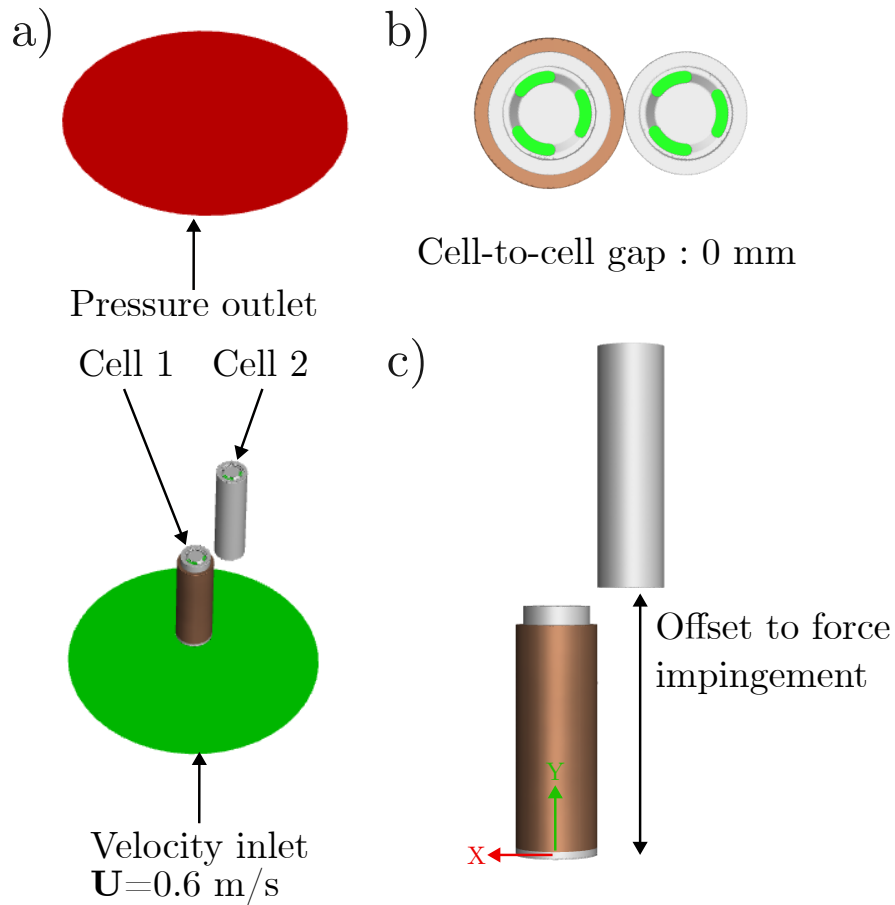 a)
b)
Cell-to-cell gap : 0 mm
Pressure outlet
Cell 1
Cell 2
c)
Offset to force
impingement
Y
X
Velocity inlet
U=0.6 m/s